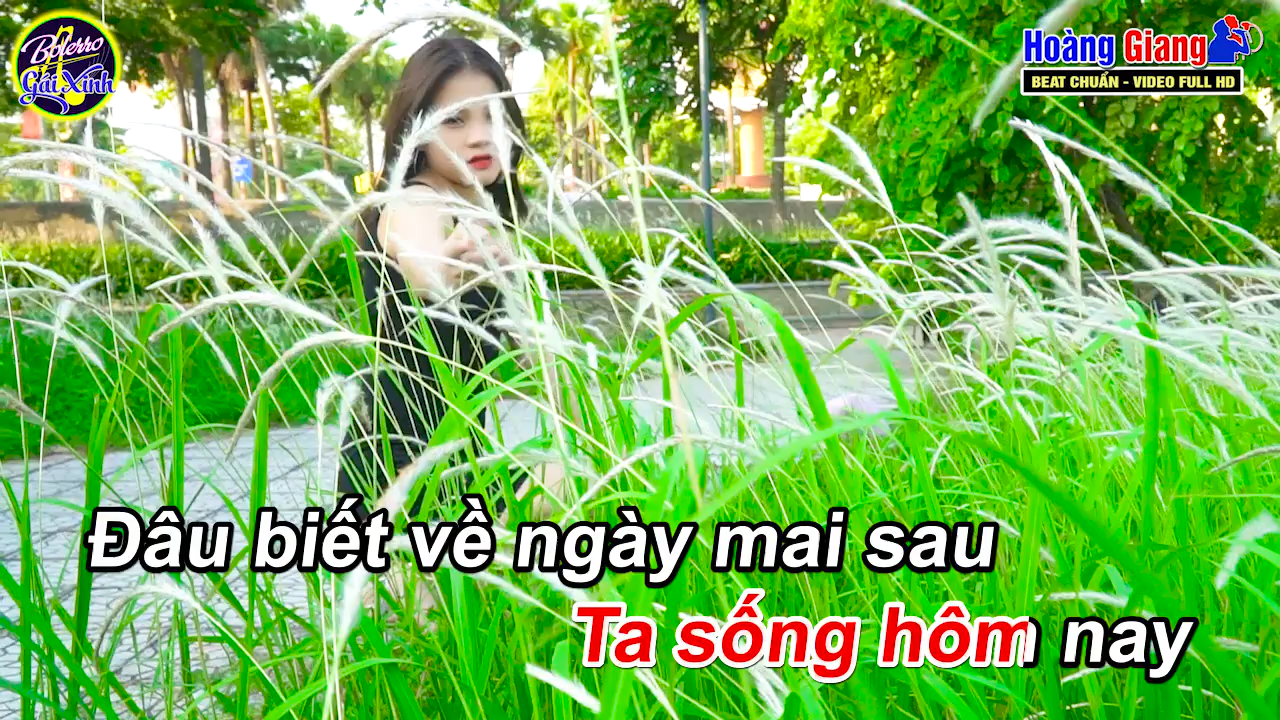 Bolerro
Gái Xinh
Hoàng Giang
BEAT CHUẨN - VIDEO FULL HD
Đâu biết về ngày mai sau
Ta sống hôm nay